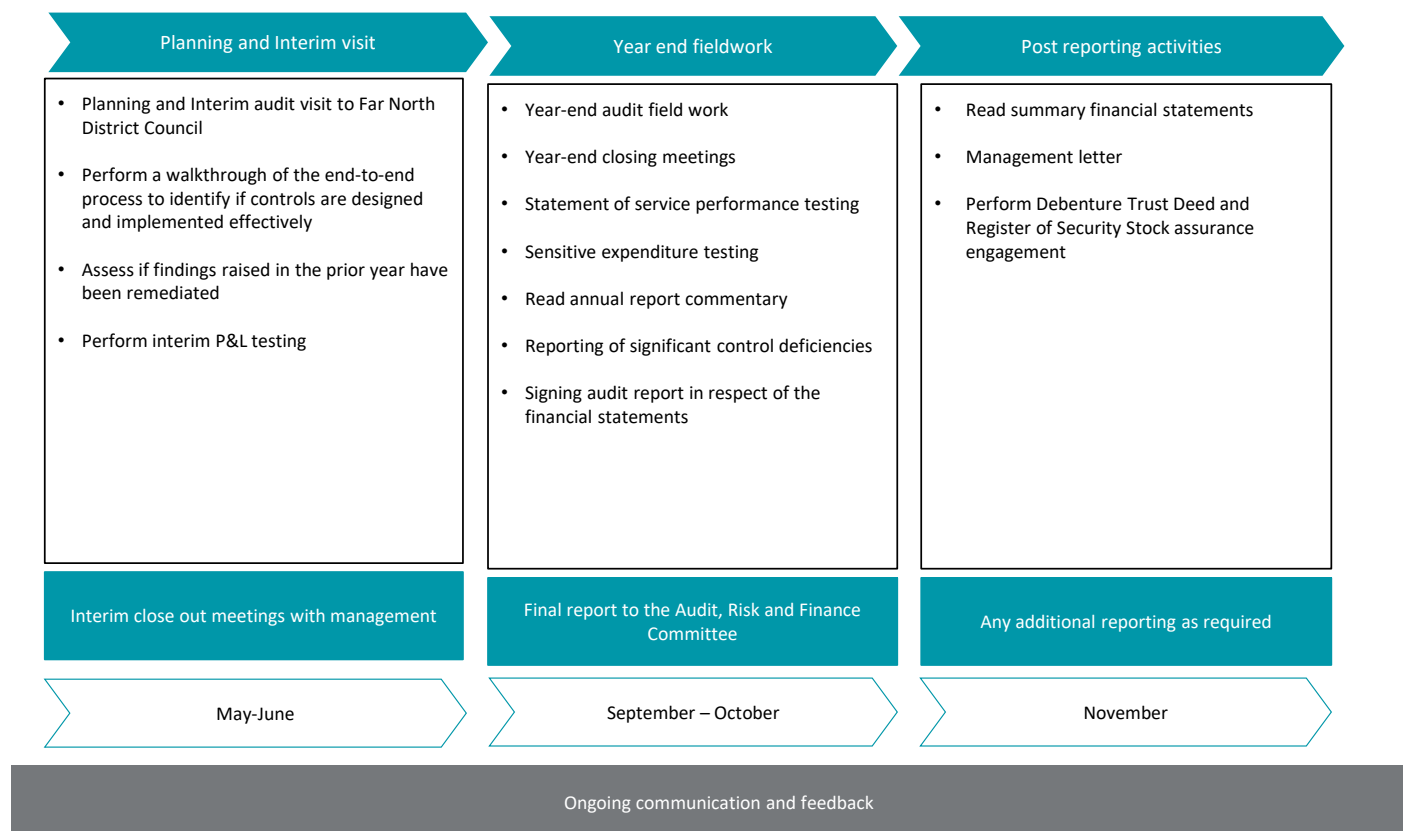 Planning and Interim visit
Year end fieldwork
Post reporting activities
• Planning and Interim audit visit to Far North
District Council
• Perform a walkthrough of the end-to-end
process to identify if controls are designed
and implemented effectively
• Assess if findings raised in the prior year have
been remediated
• Perform interim P&L testing
• Year-end audit field work
• Year-end closing meetings
• Statement of service performance testing
• Sensitive expenditure testing
• Read annual report commentary
• Reporting of significant control deficiencies
• Signing audit report in respect of the
financial statements
• Read summary financial statements
• Management letter
• Perform Debenture Trust Deed and
Register of Security Stock assurance
engagement
Interim close out meetings with management
Final report to the Audit, Risk and Finance
Committee
Any additional reporting as required
May-June
September – October
November
Ongoing communication and feedback